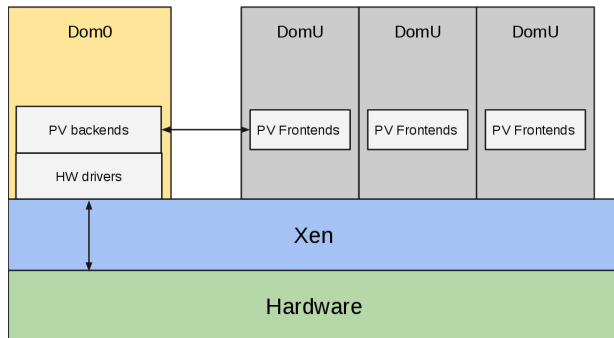 Dom0
DomU
DomU
DomU
PV backends
PV Frontends
PV Frontends
PV Frontends
HW drivers
Xen
Hardware